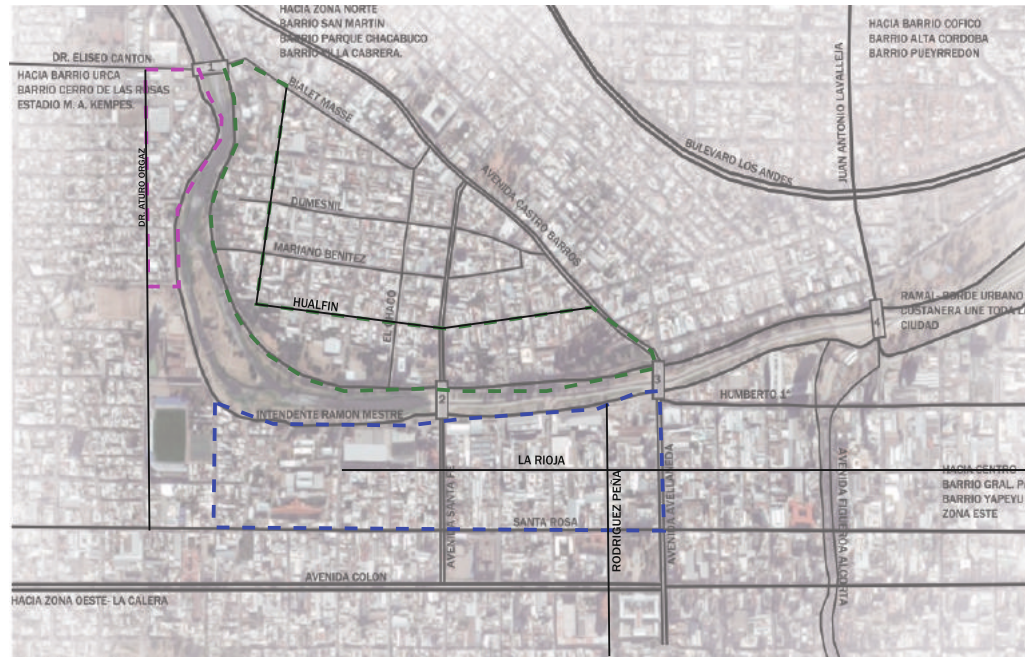 HACIA ZONA NORTE
BARRIO SAN MARTIN
BARRIO PARQUE CHACABUCO
BARRIO VILLA CABRERA.
HACIA BARRIO COFICO
BARRIO ALTA CORDOBA
BARRIO PUEYRREDON
DR. ELISEO CANTON
HACIA BARRIO URCA
BARRIO CERRO DE LAS ROSAS
ESTADIO M. A. KEMPES.
1
BIALET MASSE
JUAN ANTONIO LAVALLEJA
BULEVARD LOS ANDES
DR. ATURO ORGAZ
AVENIDA CASTRO BARROS
DUMESNIL
MARIANO BENITEZ
HUALFIN
EL CHACO
RAMAL- BORDE URBANO
COSTANERA UNE TODA LA
CIUDAD
4
3
2
HUMBERTO 1°
INTENDENTE RAMON MESTRE
LA RIOJA
RODRIGUEZ PEÑA
AVENIDA SANTA FE
AVENIDA AVELLANEDA
AVENIDA FIGUEROA ALCORTA
HACIA CENTRO
BARRIO GRAL. P
BARRIO YAPEYU
ZONA ESTE
SANTA ROSA
AVENIDA COLON
HACIA ZONA OESTE- LA CALERA